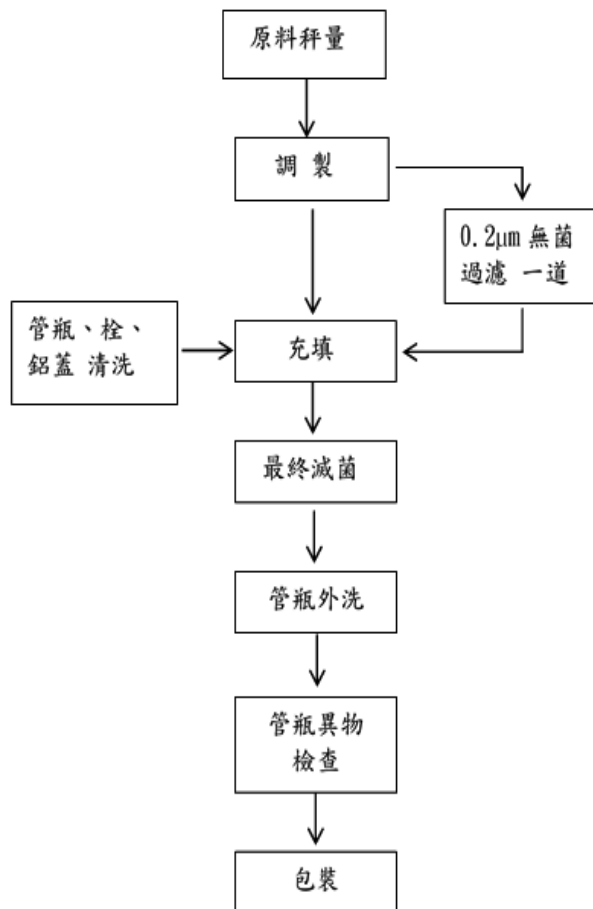 原料秤量
調 製
0.2μm 無菌
過濾 一道
管瓶、栓、
鋁蓋 清洗
充填
最終滅菌
管瓶外洗
管瓶異物
檢查
包裝